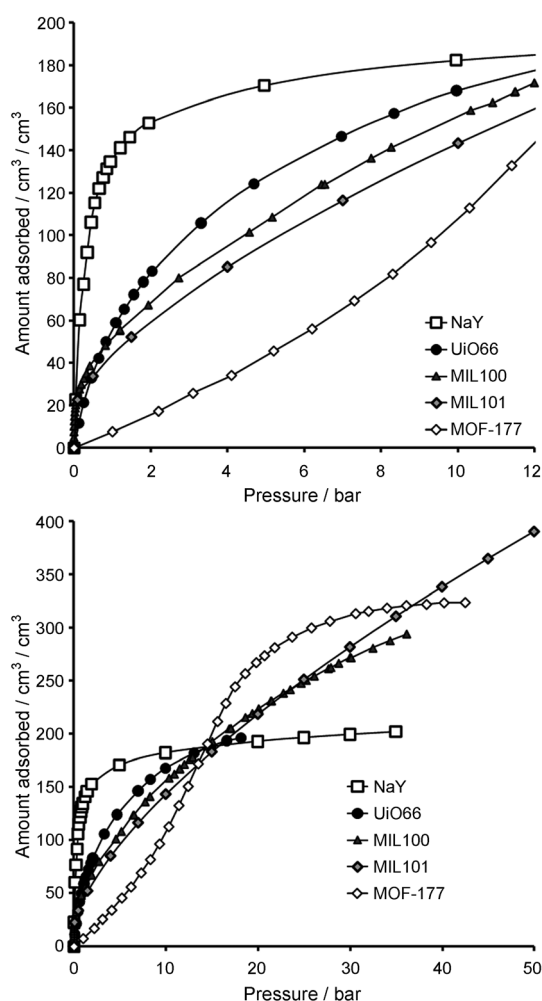 200
180
160
140
120
100
80
60
40
20
0
Amount adsorbed / cm³ / cm³
NaY
UiO66
MIL100
MIL101
MOF-177
0 2 4 6 8 10 12
Pressure / bar
400
350
300
250
200
150
100
50
0
Amount adsorbed / cm³ / cm³
NaY
UiO66
MIL100
MIL101
MOF-177
0 10 20 30 40 50
Pressure / bar